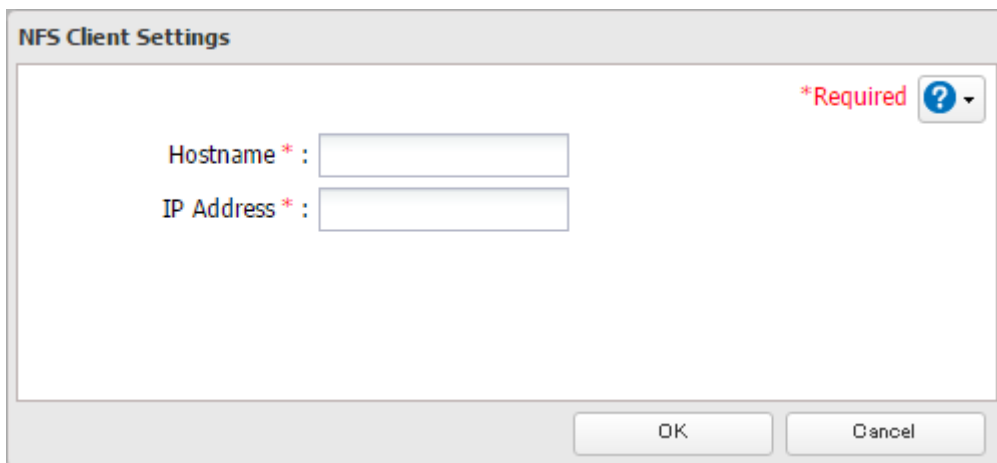 NFS Client Settings
*Required ?
Hostname * :
IP Address * :
OK Cancel